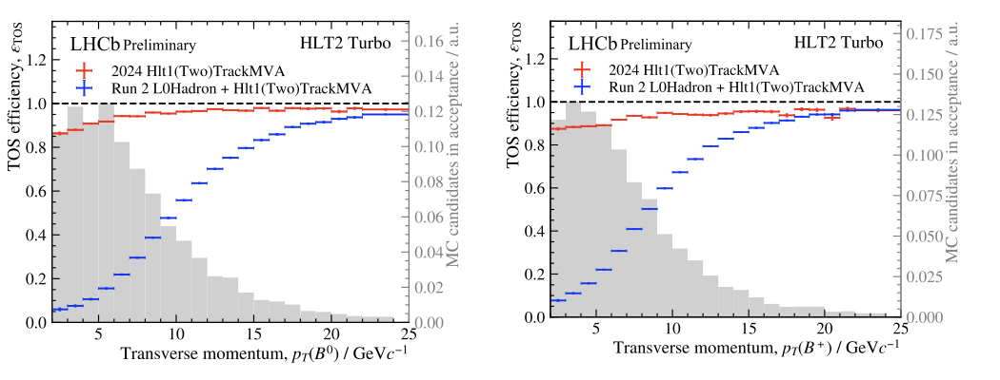 LHCb Preliminary HLT2 Turbo
2024 Hlt1(Two)TrackMVA
Run 2 L0Hadron + Hlt1(Two)TrackMVA
TOS efficiency, εTOS
0.0
0.2
0.4
0.6
0.8
1.0
1.2
5 10 15 20 25
Transverse momentum, pT(B⁰) / GeVc⁻¹
0.00
0.02
0.04
0.06
0.08
0.10
0.12
0.14
0.16
MC candidates in acceptance / a.u.
LHCb Preliminary HLT2 Turbo
2024 Hlt1(Two)TrackMVA
Run 2 L0Hadron + Hlt1(Two)TrackMVA
TOS efficiency, εTOS
0.0
0.2
0.4
0.6
0.8
1.0
1.2
5 10 15 20 25
Transverse momentum, pT(B⁺) / GeVc⁻¹
0.000
0.025
0.050
0.075
0.100
0.125
0.150
0.175
MC candidates in acceptance / a.u.